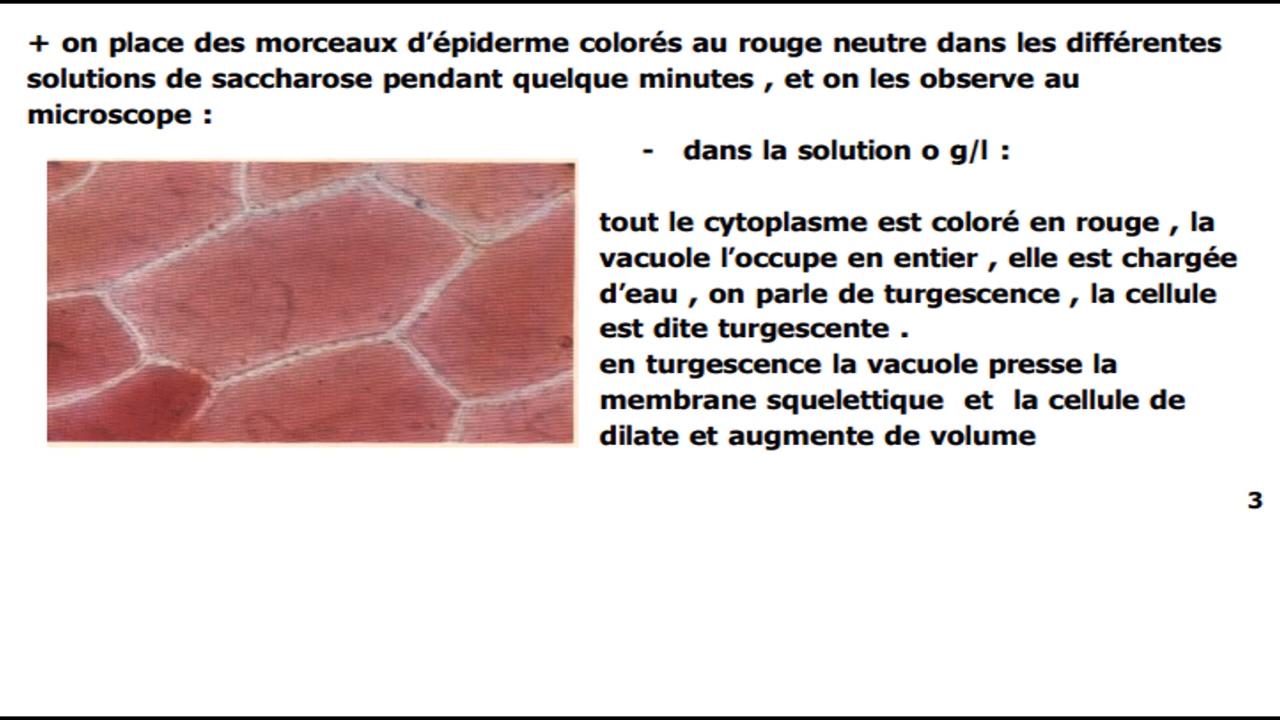 + on place des morceaux d’épiderme colorés au rouge neutre dans les différentes
solutions de saccharose pendant quelque minutes , et on les observe au
microscope :
- dans la solution o g/l :
tout le cytoplasme est coloré en rouge , la
vacuole l’occupe en entier , elle est chargée
d’eau , on parle de turgescence , la cellule
est dite turgescente .
en turgescence la vacuole presse la
membrane squelettique et la cellule de
dilate et augmente de volume
3